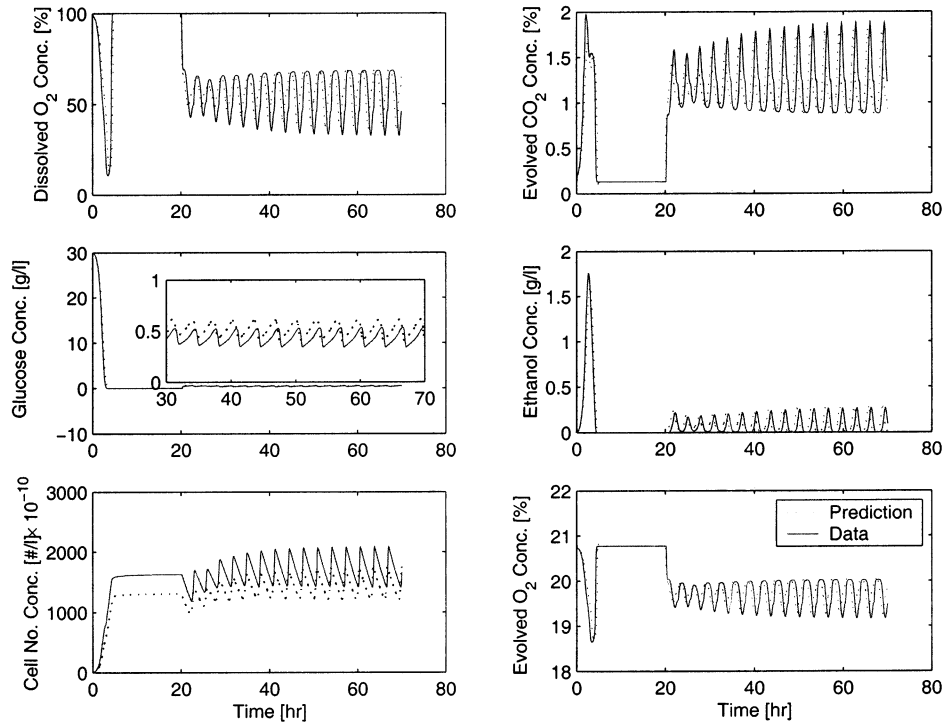 Dissolved O2 Conc. [%]
100
50
0
0 20 40 60 80
Evolved CO2 Conc. [%]
2
1.5
1
0.5
0
0 20 40 60 80
Glucose Conc. [g/l]
30
20
10
0
−10
0 20 40 60 80
1
0.5
0
30 40 50 60 70
Ethanol Conc. [g/l]
2
1.5
1
0.5
0
0 20 40 60 80
Cell No. Conc. [#/l]× 10^-10
3000
2000
1000
0
0 20 40 60 80
Time [hr]
Evolved O2 Conc. [%]
22
21
20
19
18
0 20 40 60 80
Time [hr]
Prediction
Data